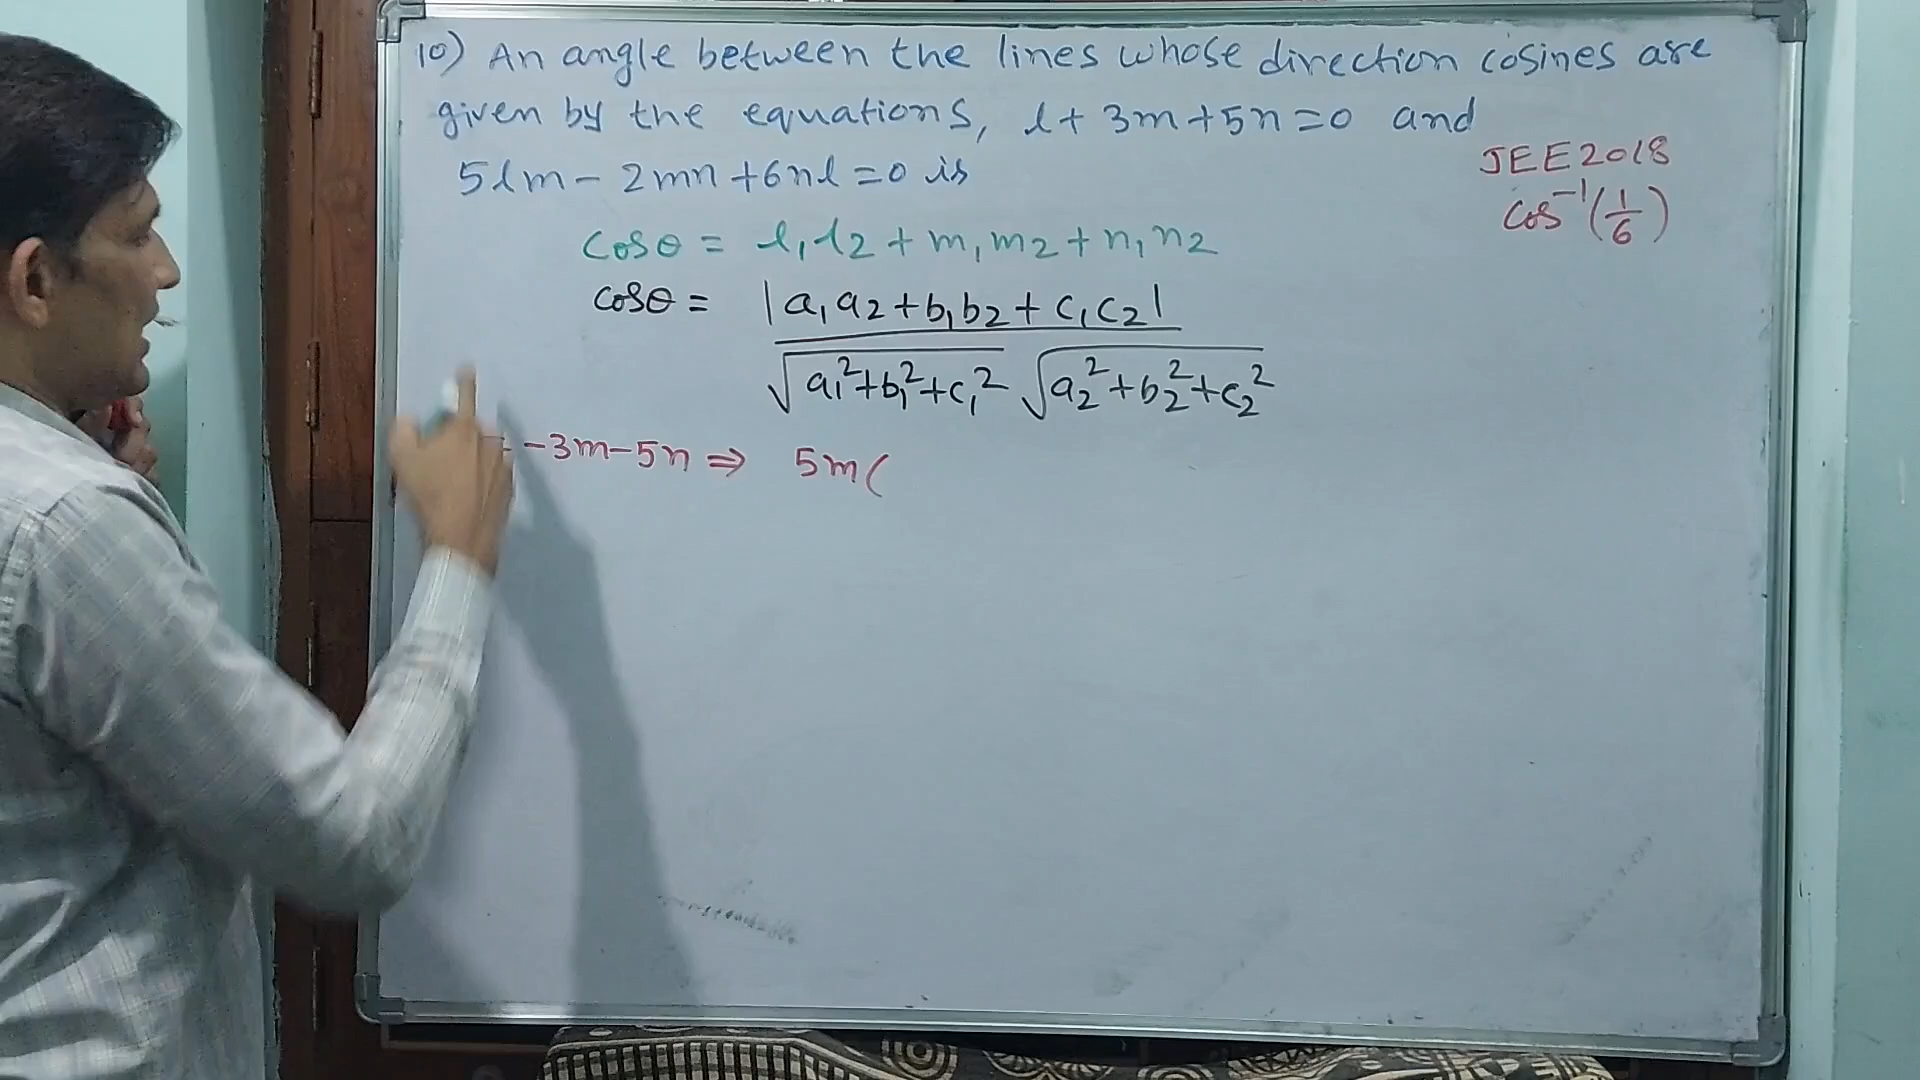 10) An angle between the lines whose direction cosines are
given by the equations, l + 3m + 5n = 0 and
5lm - 2mn + 6nl = 0 is
JEE 2018
cos⁻¹(1/6)
cosθ = l₁l₂ + m₁m₂ + n₁n₂
cosθ = |a₁a₂ + b₁b₂ + c₁c₂| / √(a₁² + b₁² + c₁²) √(a₂² + b₂² + c₂²)
= -3m - 5n ⇒ 5m(